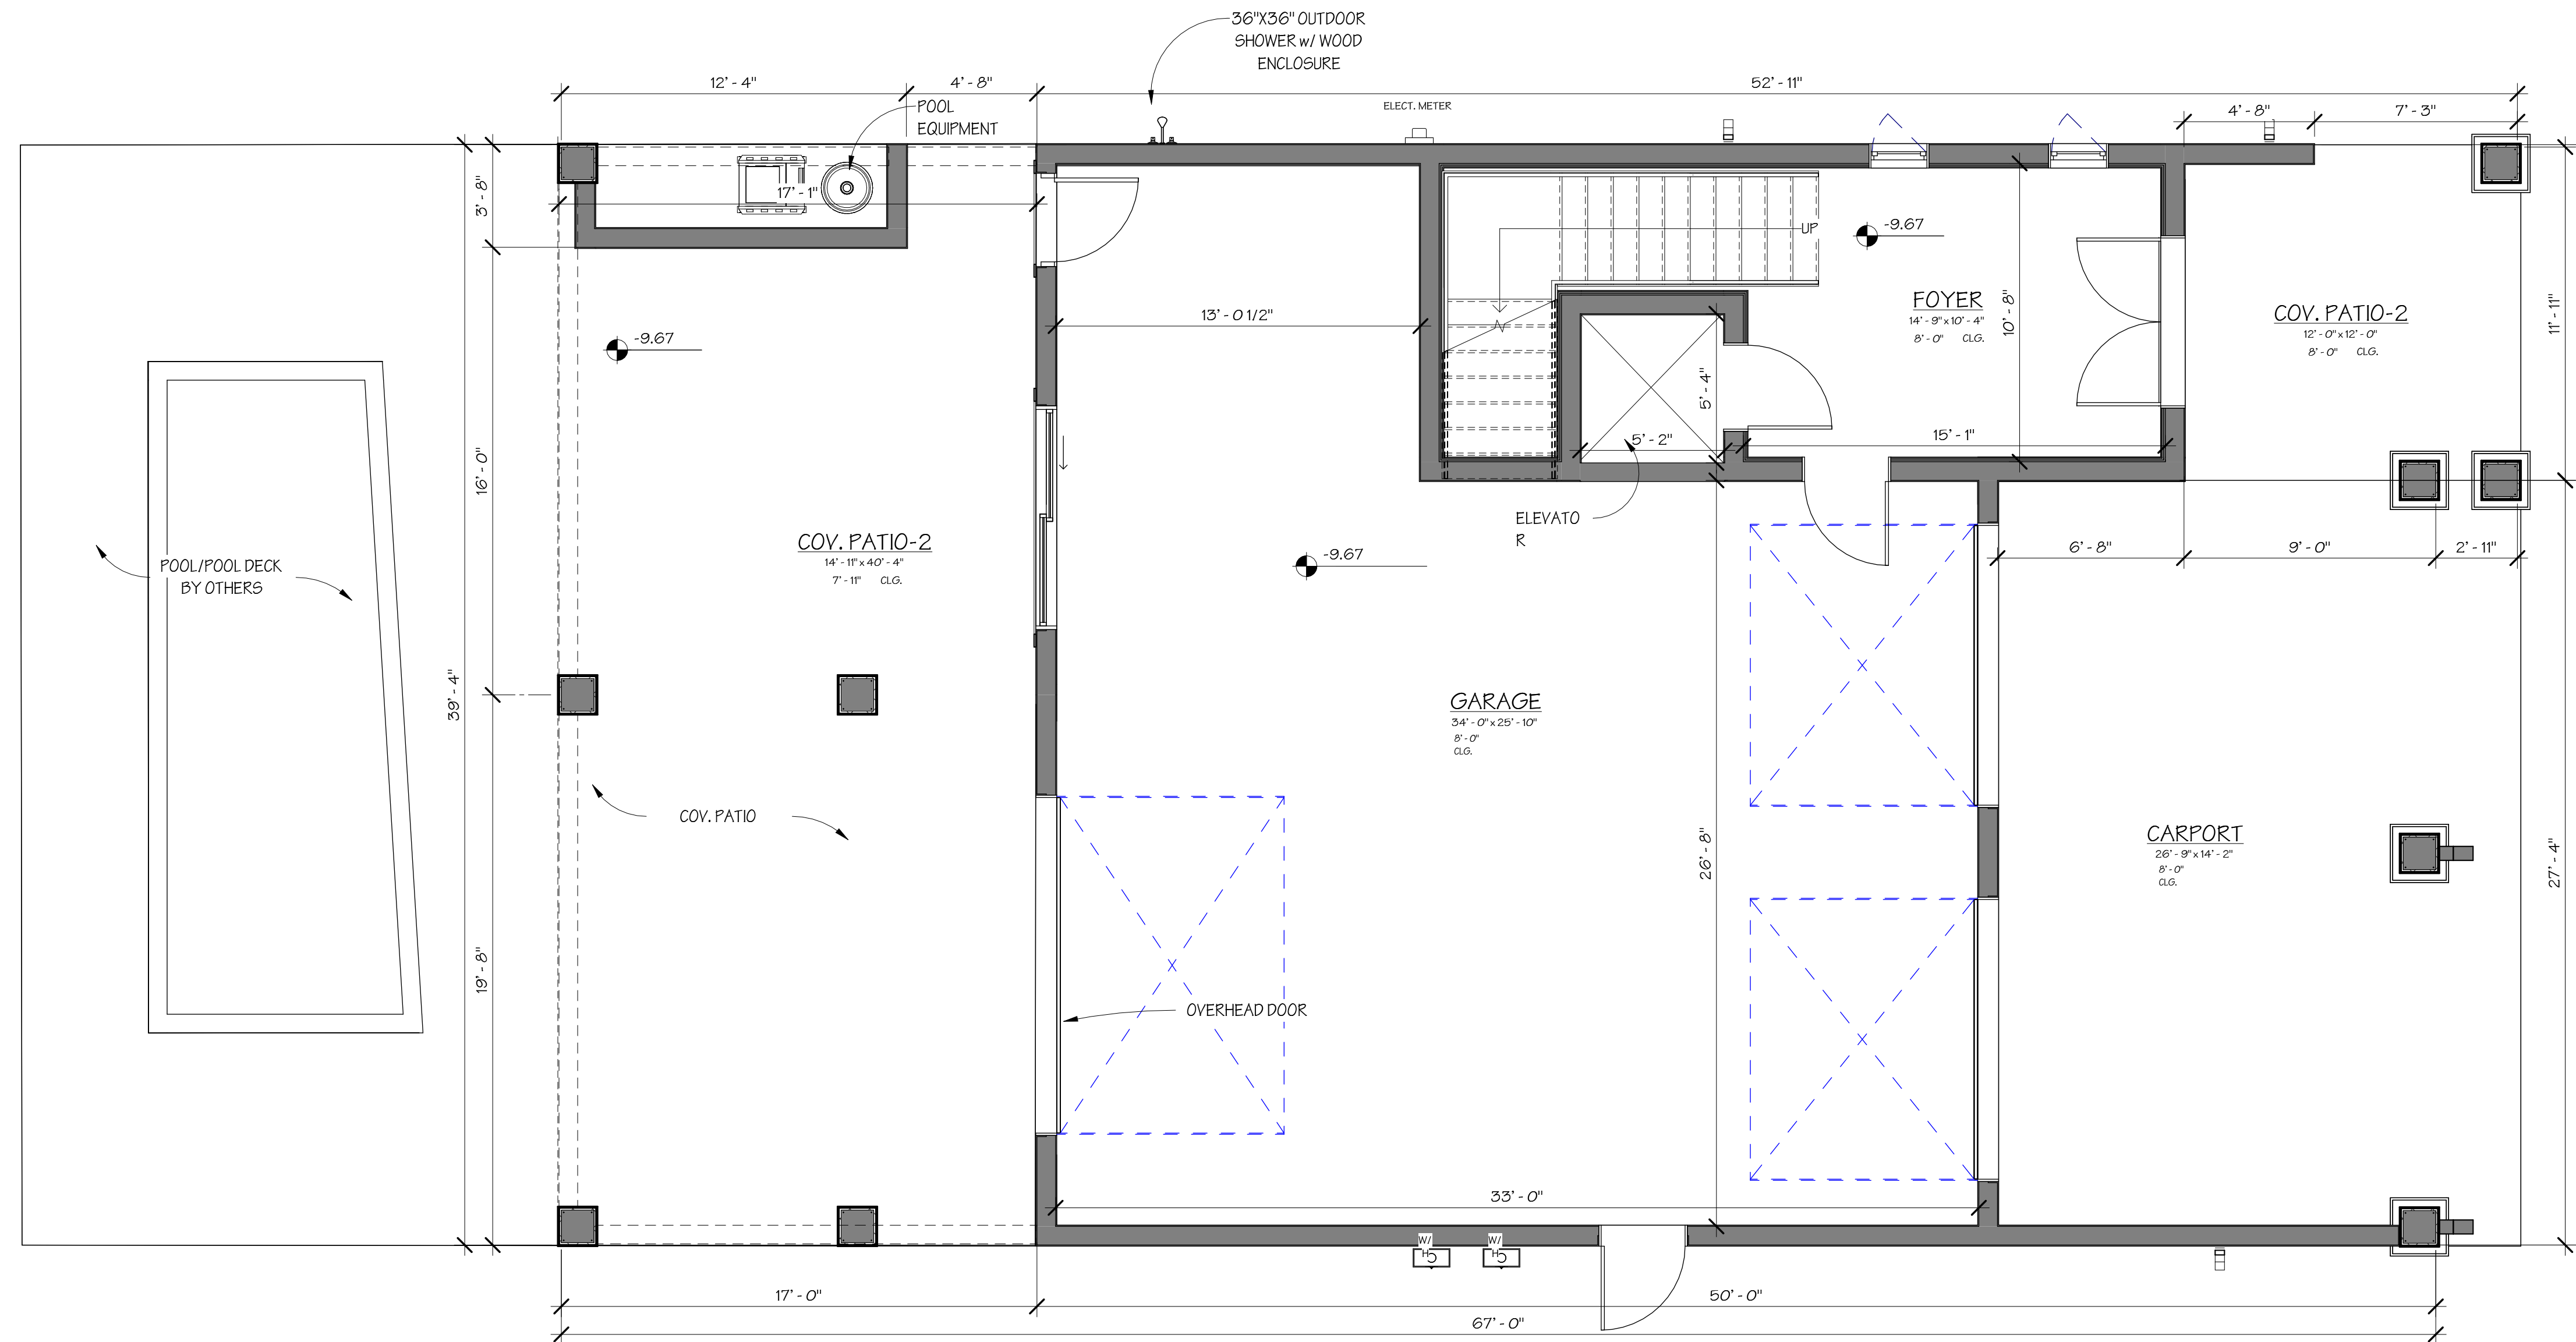 36"X36" OUTDOOR
SHOWER w/ WOOD
ENCLOSURE
12' - 4"
4' - 8"
52' - 11"
POOL
EQUIPMENT
ELECT. METER
4' - 8"
7' - 3"
3' - 8"
17' - 1"
UP
-9.67
13' - 0 1/2"
FOYER
14' - 9" x 10' - 4"
8' - 0" CLG.
10' - 8"
COV. PATIO-2
12' - 0" x 12' - 0"
8' - 0" CLG.
11' - 11"
-9.67
5' - 4"
5' - 2"
15' - 1"
16' - 0"
ELEVATO
R
COV. PATIO-2
14' - 11" x 40' - 4"
7' - 11" CLG.
-9.67
6' - 8"
9' - 0"
2' - 11"
POOL/POOL DECK
BY OTHERS
39' - 4"
GARAGE
34' - 0" x 25' - 10"
8' - 0"
CLG.
COV. PATIO
26' - 8"
CARPORT
26' - 9" x 14' - 2"
8' - 0"
CLG.
27' - 4"
19' - 8"
OVERHEAD DOOR
33' - 0"
W/
H
W/
H
17' - 0"
50' - 0"
67' - 0"